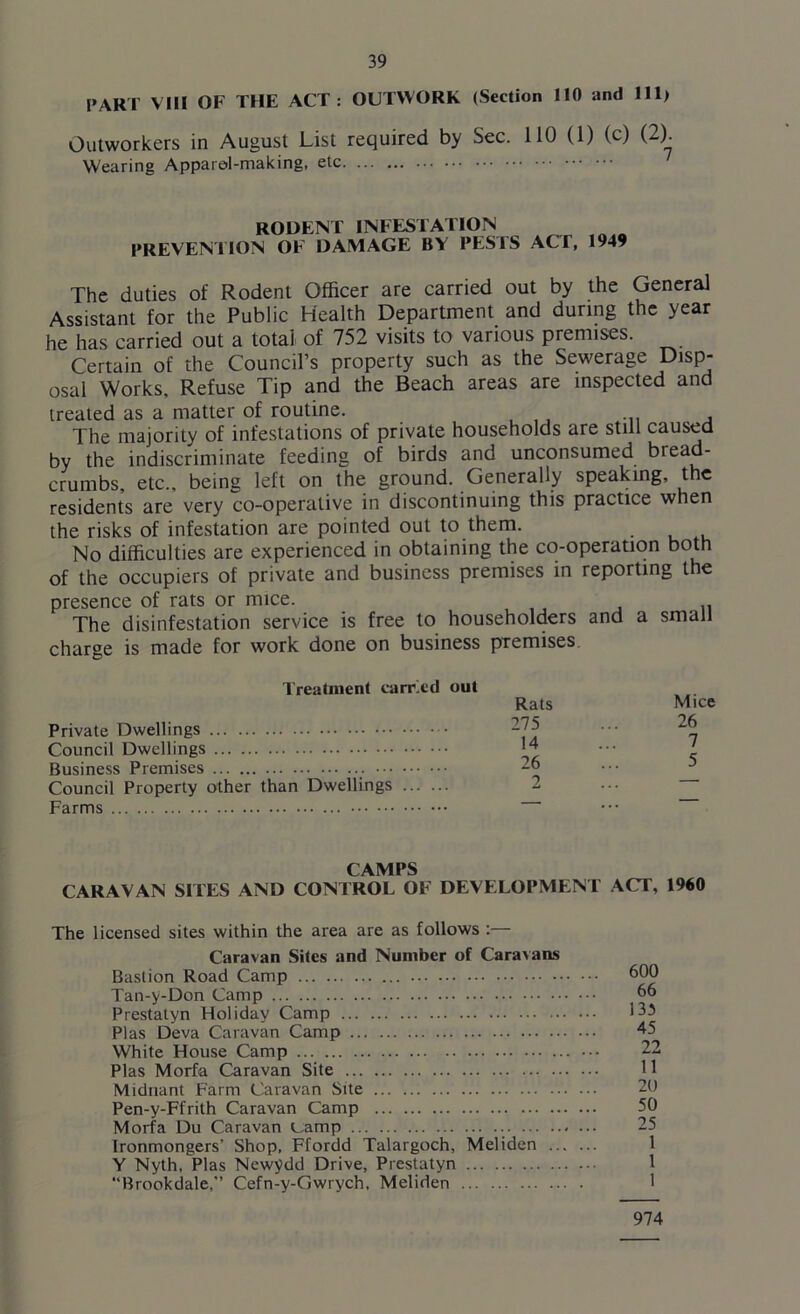 39
PART VIII OF THE ACT : OUTWORK (Section 110 and 111)
Outworkers in August List required by Sec. 110 (1) (c) (2).
Wearing Apparel-making, etc. ... ... ... ... ... ... ... ... ... ... 7
RODENT INFESTATION
PREVENTION OF DAMAGE BY PESTS ACT, 1949
The duties of Rodent Officer are carried out by the General
Assistant for the Public Health Department and during the year
he has carried out a total of 752 visits to various premises.
Certain of the Council's property such as the Sewerage Disp-
osal Works, Refuse Tip and the Beach areas are inspected and
treated as a matter of routine.
The majority of infestations of private households are still caused
by the indiscriminate feeding of birds and unconsumed bread-
crumbs, etc., being left on the ground. Generally speaking, the
residents are very co-operative in discontinuing this practice when
the risks of infestation are pointed out to them.
No difficulties are experienced in obtaining the co-operation both
of the occupiers of private and business premises in reporting the
presence of rats or mice.
The disinfestation service is free to householders and a small
charge is made for work done on business premises.
Treatment carried out
Rats Mice
Private Dwellings ... ... ... ... ... ... ... ... 275 ... 26
Council Dwellings ... ... ... ... ... ... ... ... 14 ... 7
Business Premises ... ... ... ... ... ... ... ... 26 ... 5
Council Property other than Dwellings ... ... 2 ... —
Farms ... ... ... ... ... ... ... ... ... ... ... ... — ... —
CAMPS
CARAVAN SITES AND CONTROL OF DEVELOPMENT ACT, 1960
The licensed sites within the area are as follows :—
Caravan Sites and Number of Caravans
Bastion Road Camp ... ... ... ... ... ... ... ... ... ... 600
Tan-y-Don Camp ... ... ... ... ... ... ... ... ... ... ... 66
Prestatyn Holiday Camp ... ... ... ... ... ... ... ... ... 135
Plas Deva Caravan Camp ... ... ... ... ... ... ... ... ... 45
White House Camp ... ... ... ... ... ... ... ... ... ... 22
Plas Morfa Caravan Site ... ... ... ... ... ... ... ... ... 11
Midnant Farm Caravan Site ... ... ... ... ... ... ... ... 20
Pen-y-Ffrith Caravan Camp ... ... ... ... ... ... ... ... 50
Morfa Du Caravan Camp ... ... ... ... ... ... ... ... ... 25
Ironmongers' Shop, Ffordd Talargoch, Meliden ... ... 1
Y Nyth, Plas Newydd Drive, Prestatyn ... ... ... ... ... 1
"Brookdale," Cefn-y-Gwrych, Meliden ... ... ... ... . 1
974